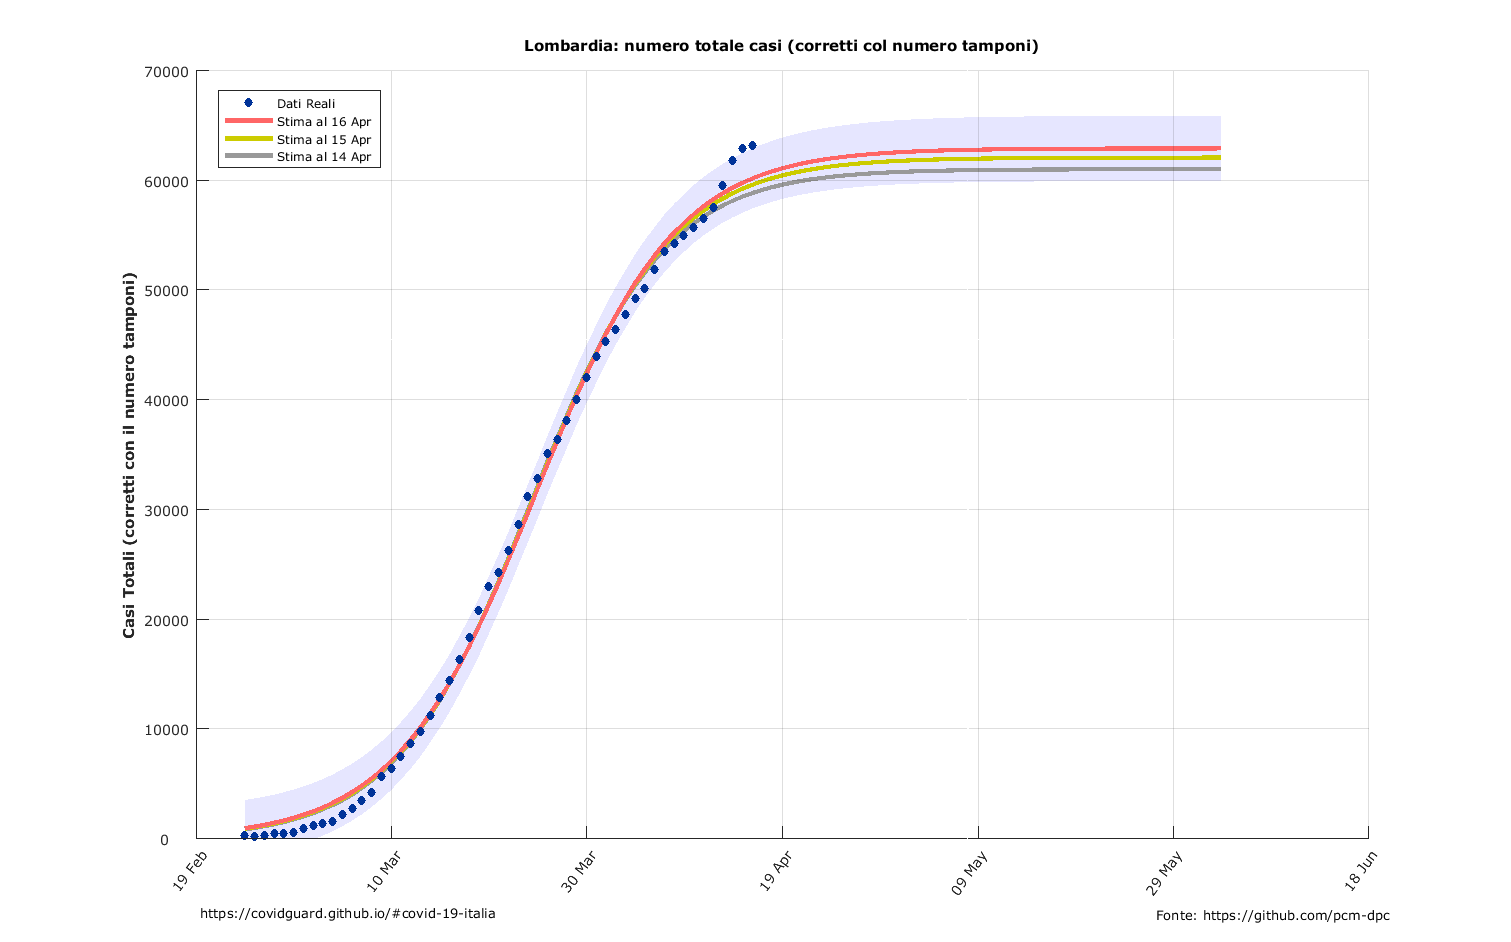 Lombardia: numero totale casi (corretti col numero tamponi)
70000
60000
50000
40000
30000
20000
10000
0
Casi Totali (corretti con il numero tamponi)
Dati Reali
Stima al 16 Apr
Stima al 15 Apr
Stima al 14 Apr
19 Feb
10 Mar
30 Mar
19 Apr
09 May
29 May
18 Jun
https://covidguard.github.io/#covid-19-italia
Fonte: https://github.com/pcm-dpc